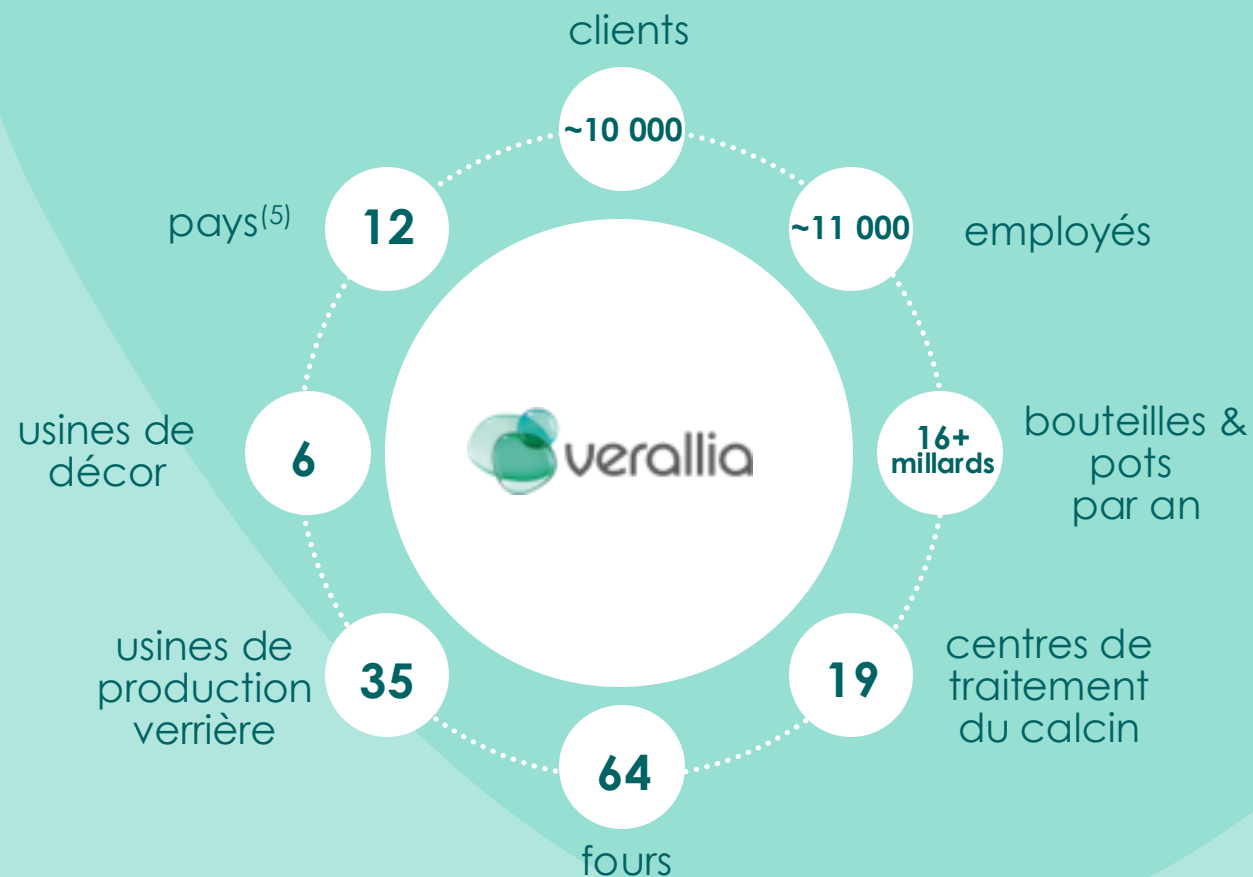 clients
~10 000
pays(5)
12
~11 000
employés
usines de
décor
6
verallia
16+
millards
bouteilles &
pots
par an
usines de
production
verrière
35
19
centres de
traitement
du calcin
64
fours